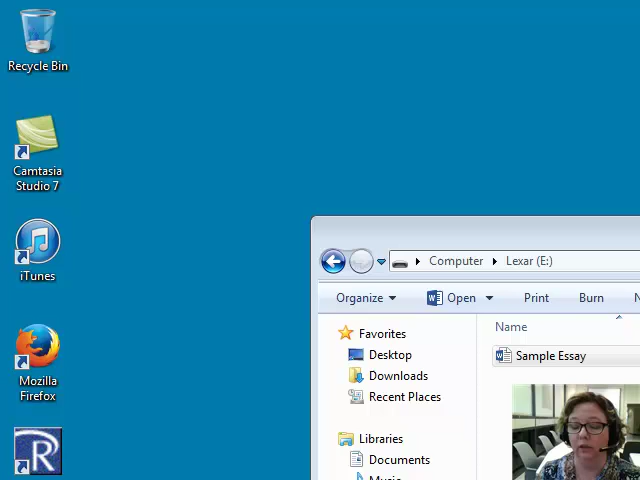 Recycle Bin
Camtasia
Studio 7
iTunes
Mozilla
Firefox
R
Computer
Lexar (E:)
Organize
Open
Print
Burn
N
Name
Favorites
Desktop
Downloads
Recent Places
Sample Essay
Libraries
Documents
Music